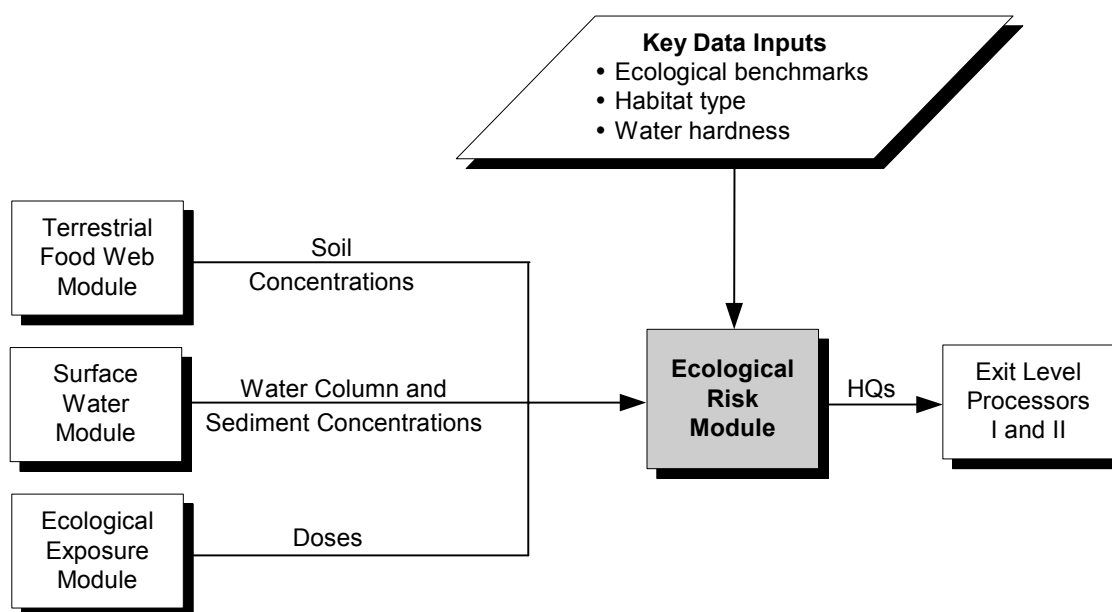 Key Data Inputs
• Ecological benchmarks
• Habitat type
• Water hardness
Terrestrial
Food Web
Module
Soil
Concentrations
Surface
Water
Module
Water Column and
Sediment Concentrations
Ecological
Exposure
Module
Doses
Ecological
Risk
Module
HQs
Exit Level
Processors
I and II